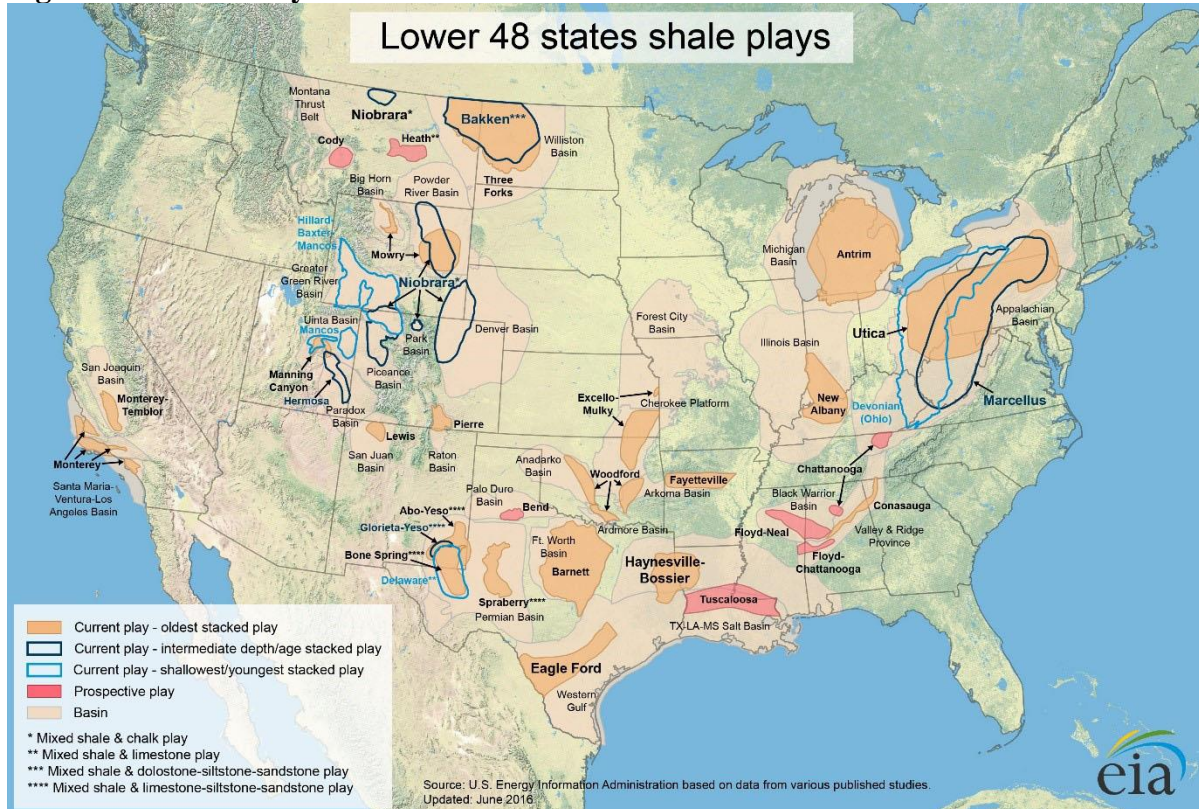 Lower 48 states shale plays
Montana
Thrust
Belt
Niobrara*
Bakken***
Cody
Heath**
Williston
Basin
Big Horn
Basin
Powder
River Basin
Three
Forks
Hillard-
Baxter-
Mancos
Mowry
Greater
Green River
Basin
Niobrara*
Michigan
Basin
Antrim
Uinta Basin
Mancos
Park
Basin
Denver Basin
Forest City
Basin
Illinois Basin
Utica
Appalachian
Basin
Manning
Canyon
Hermosa
Piceance
Basin
Paradox
Basin
San Joaquin
Basin
Monterey-
Temblor
Excello-
Mulky
Cherokee Platform
New
Albany
Devonian
(Ohio)
Marcellus
Monterey
Santa Maria-
Ventura-Los
Angeles Basin
Lewis
San Juan
Basin
Pierre
Raton
Basin
Anadarko
Basin
Woodford
Fayetteville
Arkoma Basin
Chattanooga
Palo Duro
Basin
Bend
Black Warrior
Basin
Conasauga
Abo-Yeso****
Glorieta-Yeso****
Bone Spring****
Delaware**
Ardmore Basin
Ft. Worth
Basin
Barnett
Haynesville-
Bossier
Floyd-Neal
Valley & Ridge
Province
Floyd-
Chattanooga
Spraberry****
Permian Basin
Tuscaloosa
TX-LA-MS Salt Basin
Eagle Ford
Western
Gulf
Current play - oldest stacked play
Current play - intermediate depth/age stacked play
Current play - shallowest/youngest stacked play
Prospective play
Basin
* Mixed shale & chalk play
** Mixed shale & limestone play
*** Mixed shale & dolostone-siltstone-sandstone play
**** Mixed shale & limestone-siltstone-sandstone play
Source: U.S. Energy Information Administration based on data from various published studies.
Updated: June 2016
eia